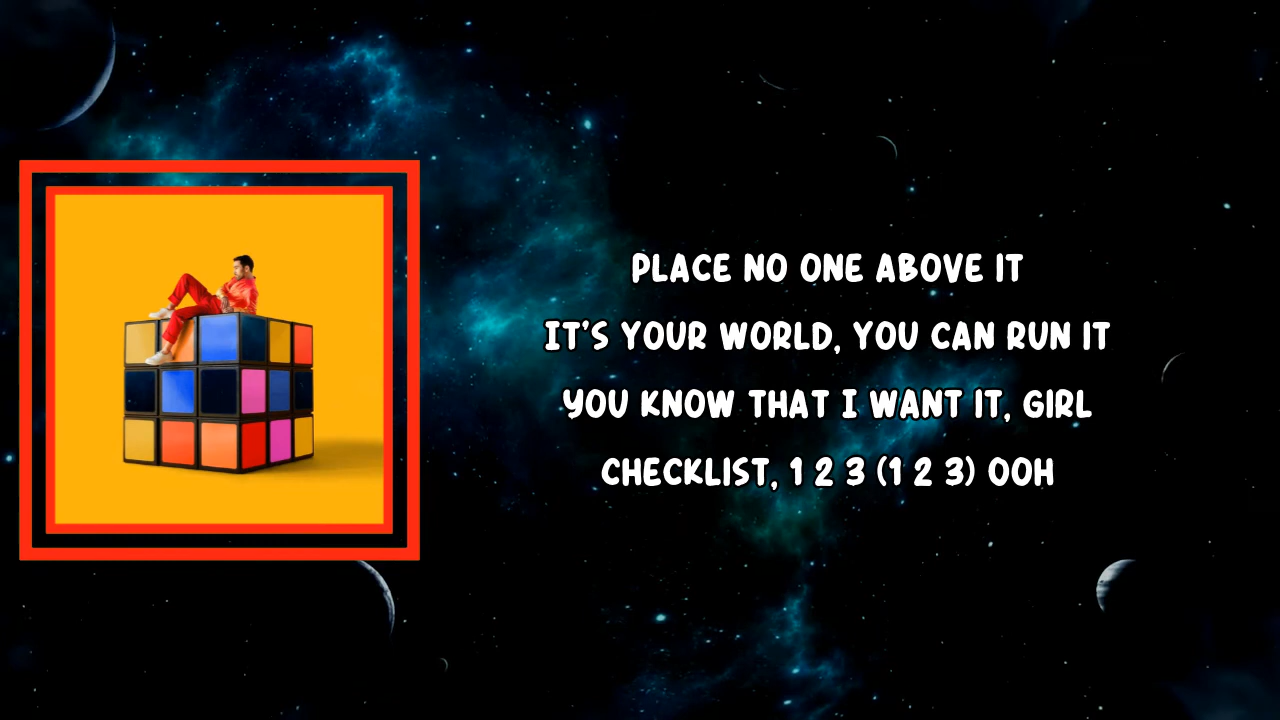 PLACE NO ONE ABOVE IT
IT'S YOUR WORLD, YOU CAN RUN IT
YOU KNOW THAT I WANT IT, GIRL
CHECKLIST, 1 2 3 (1 2 3) OOH